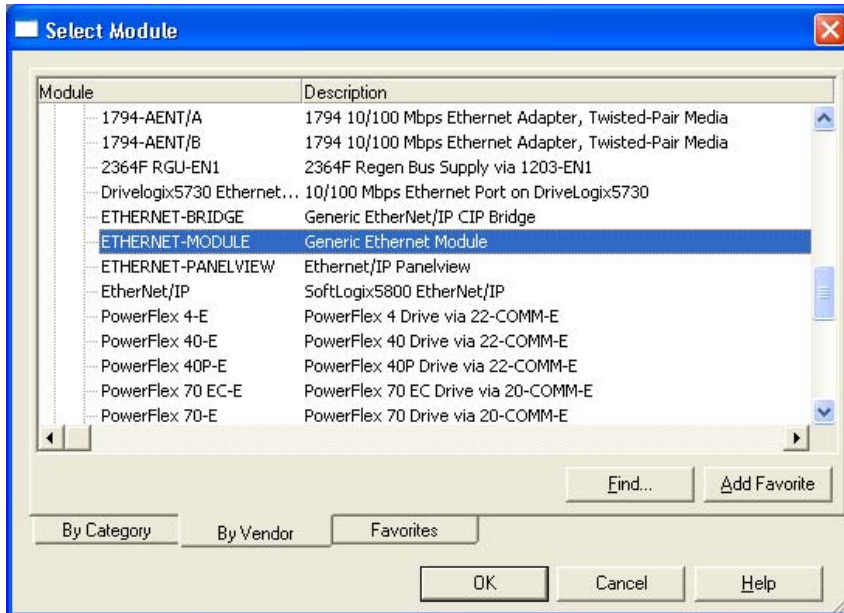 Select Module
Module Description
1794-AENT/A 1794 10/100 Mbps Ethernet Adapter, Twisted-Pair Media
1794-AENT/B 1794 10/100 Mbps Ethernet Adapter, Twisted-Pair Media
2364F RGU-EN1 2364F Regen Bus Supply via 1203-EN1
Drivelogix5730 Ethernet... 10/100 Mbps Ethernet Port on DriveLogix5730
ETHERNET-BRIDGE Generic EtherNet/IP CIP Bridge
ETHERNET-MODULE Generic Ethernet Module
ETHERNET-PANELVIEW Ethernet/IP Panelview
EtherNet/IP SoftLogix5800 EtherNet/IP
PowerFlex 4-E PowerFlex 4 Drive via 22-COMM-E
PowerFlex 40-E PowerFlex 40 Drive via 22-COMM-E
PowerFlex 40P-E PowerFlex 40P Drive via 22-COMM-E
PowerFlex 70 EC-E PowerFlex 70 EC Drive via 20-COMM-E
PowerFlex 70-E PowerFlex 70 Drive via 20-COMM-E
Find... Add Favorite
By Category By Vendor Favorites
OK Cancel Help